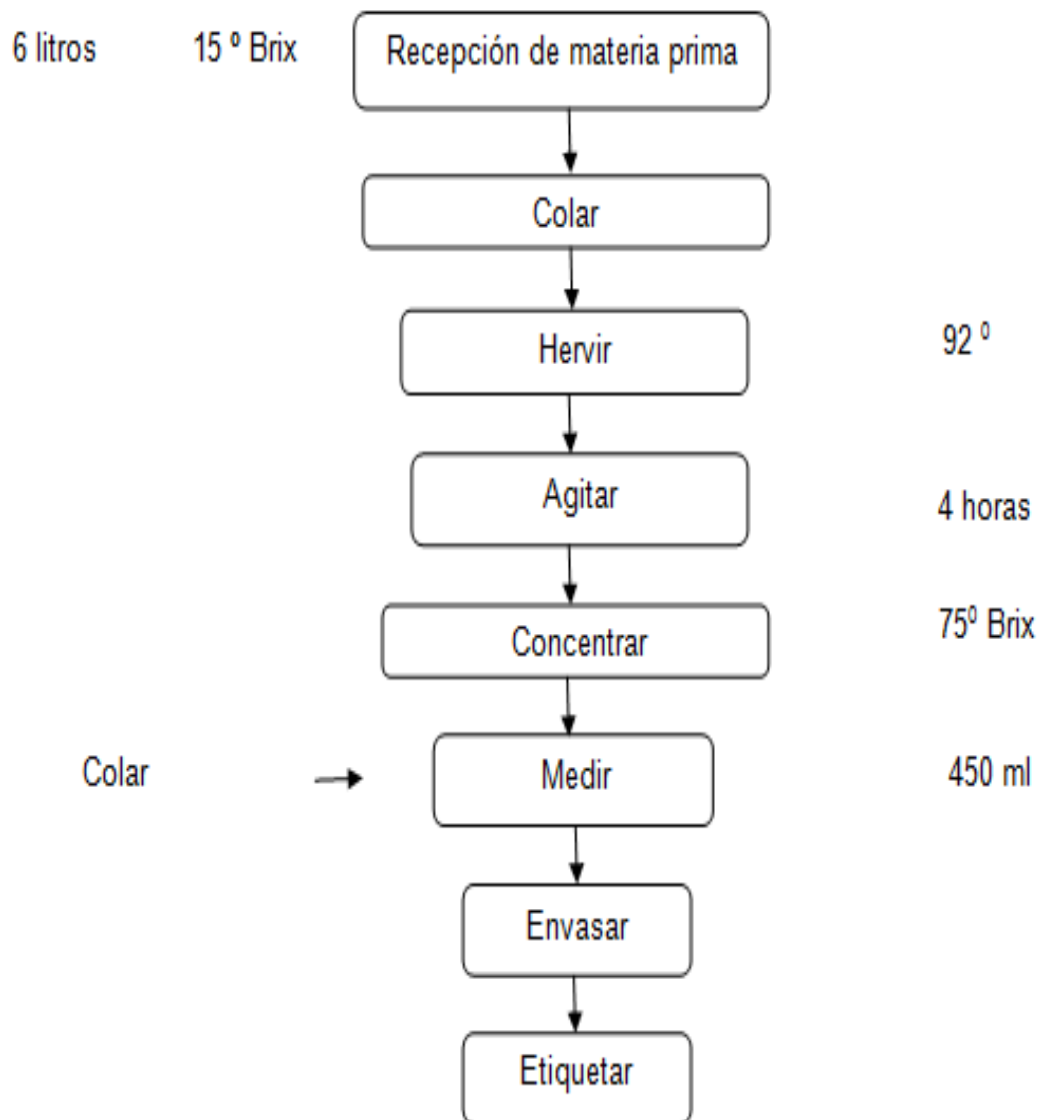 6 litros 15 º Brix Recepción de materia prima
Colar
Hervir 92 º
Agitar 4 horas
Concentrar 75º Brix
Colar Medir 450 ml
Envasar
Etiquetar